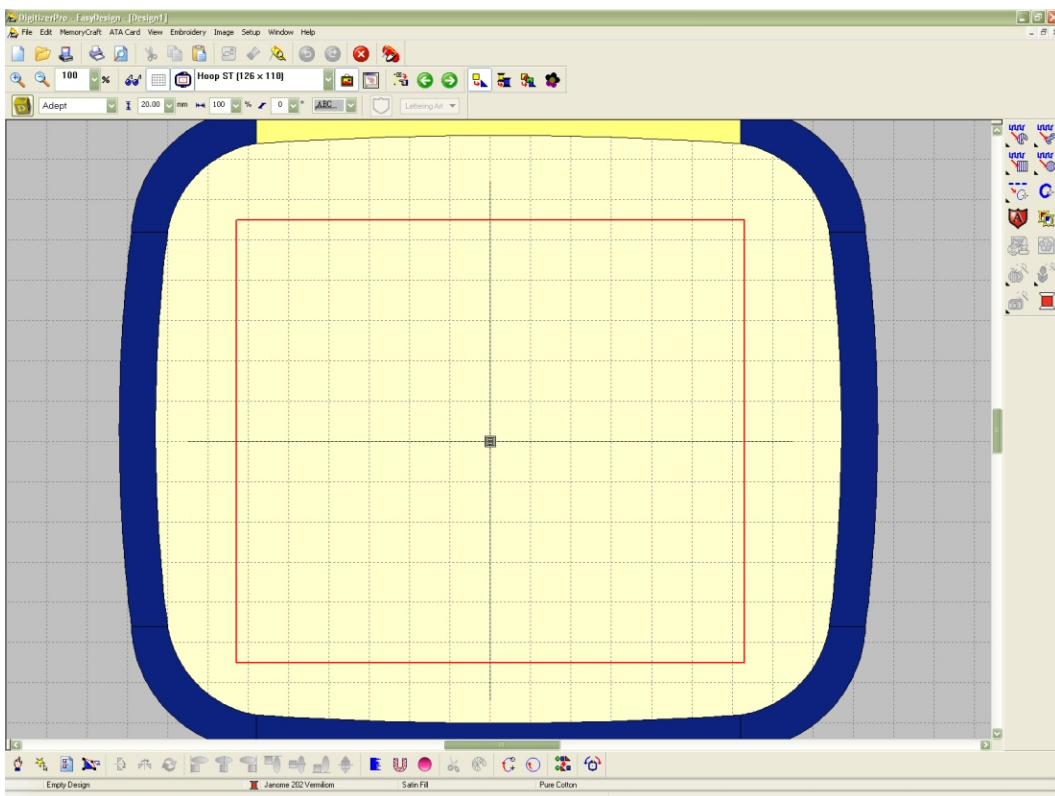 DigitizerPro - EasyDesign - [Design1]
File Edit MemoryCraft ATA Card View Embroidery Image Setup Window Help
100 % Hoop ST (126 x 110)
Adept 20.00 mm 100 % 0 ° ABC... Lettering Art
A
Empty Design Janome 202 Vermilion Satin Fill Pure Cotton